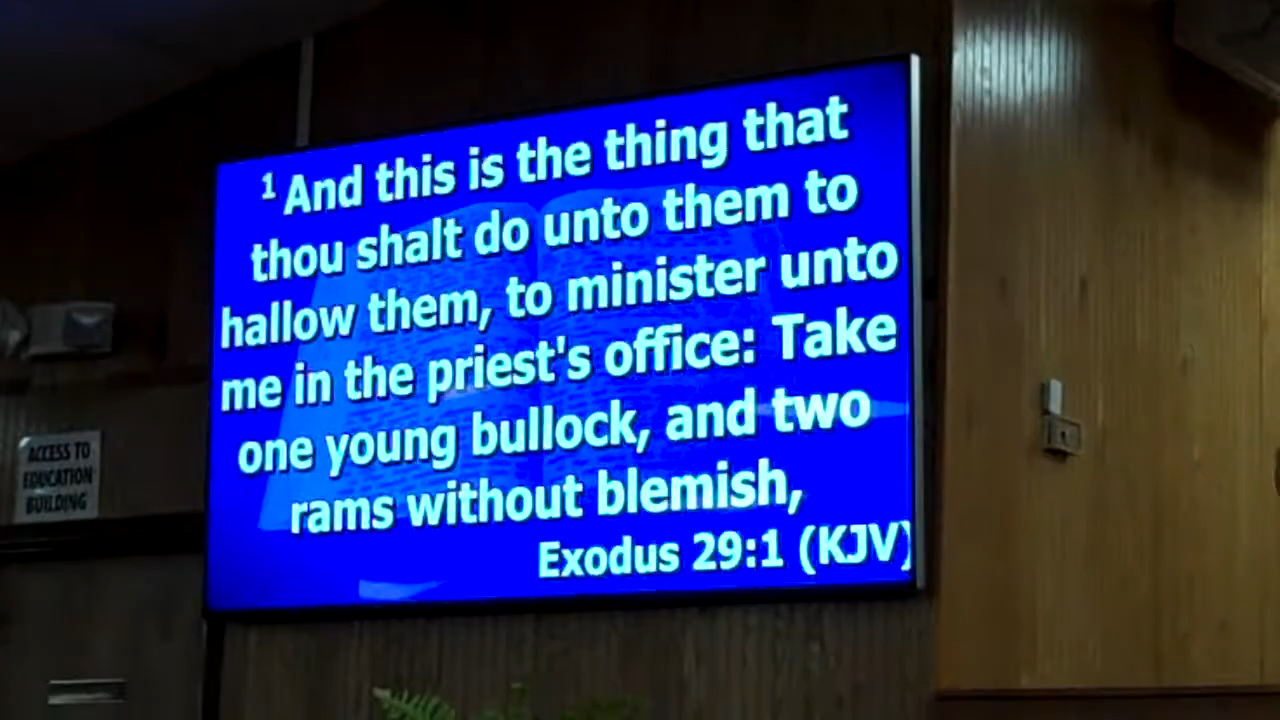 1 And this is the thing that
thou shalt do unto them to
hallow them, to minister unto
me in the priest's office: Take
one young bullock, and two
rams without blemish,
Exodus 29:1 (KJV)
ACCESS TO
EDUCATION
BUILDING